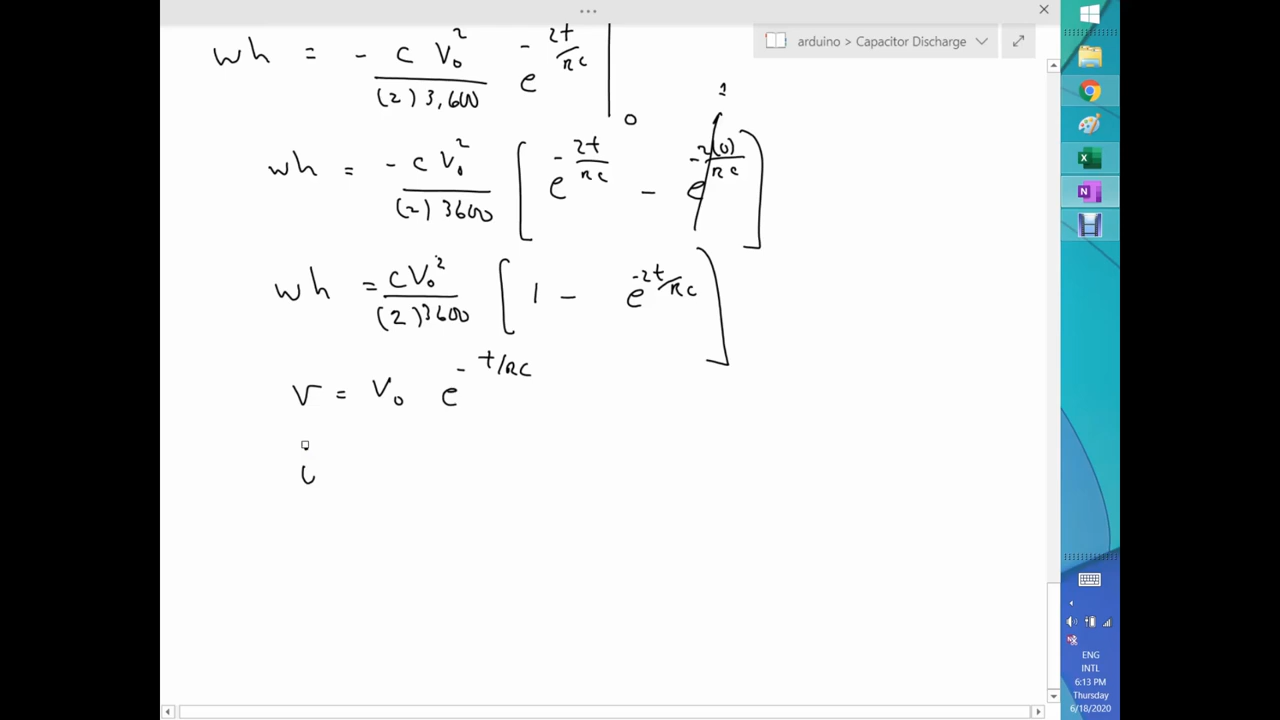 arduino > Capacitor Discharge
wh = - C V₀² / (2) 3,600 e^(-2t/RC) |₀
1
wh = - C V₀² / (2) 3600 [ e^(-2t/RC) - e^(-2(0)/RC) ]
wh = C V₀² / (2) 3600 [ 1 - e^(-2t/RC) ]
V = V₀ e^(-t/RC)
i
ENG
INTL
6:13 PM
Thursday
6/18/2020